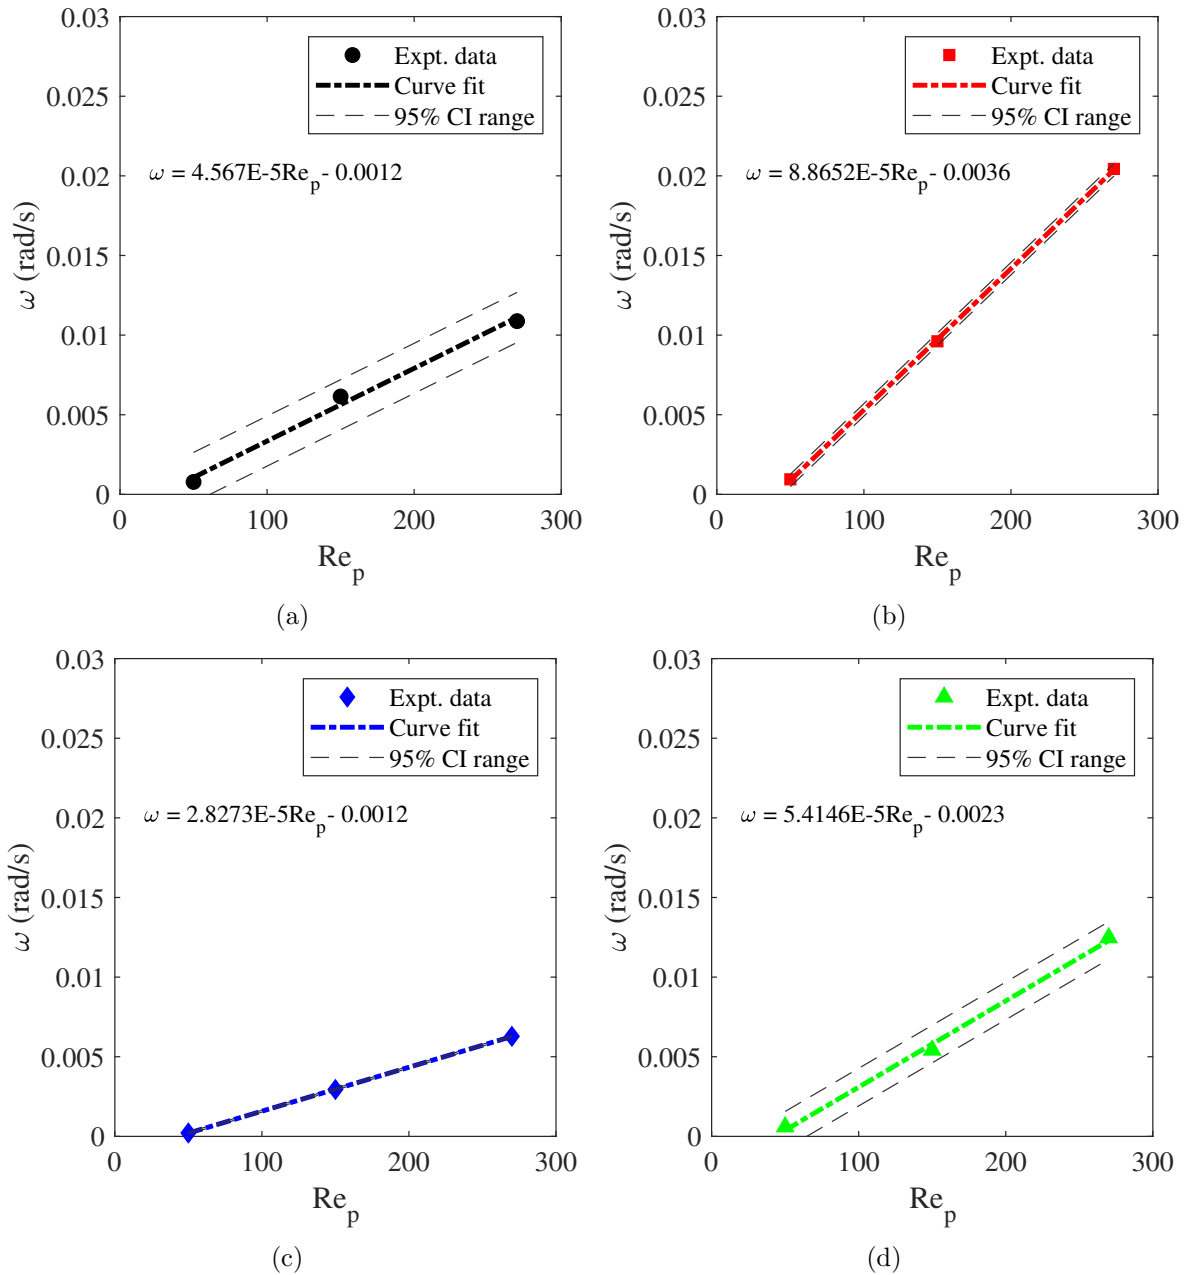 0.03
0.025
0.02
0.015
0.01
0.005
0
0
100
200
300
ω (rad/s)
Re_p
Expt. data
Curve fit
95% CI range
ω = 4.567E-5Re_p- 0.0012
(a)
0.03
0.025
0.02
0.015
0.01
0.005
0
0
100
200
300
ω (rad/s)
Re_p
Expt. data
Curve fit
95% CI range
ω = 8.8652E-5Re_p- 0.0036
(b)
0.03
0.025
0.02
0.015
0.01
0.005
0
0
100
200
300
ω (rad/s)
Re_p
Expt. data
Curve fit
95% CI range
ω = 2.8273E-5Re_p- 0.0012
(c)
0.03
0.025
0.02
0.015
0.01
0.005
0
0
100
200
300
ω (rad/s)
Re_p
Expt. data
Curve fit
95% CI range
ω = 5.4146E-5Re_p- 0.0023
(d)